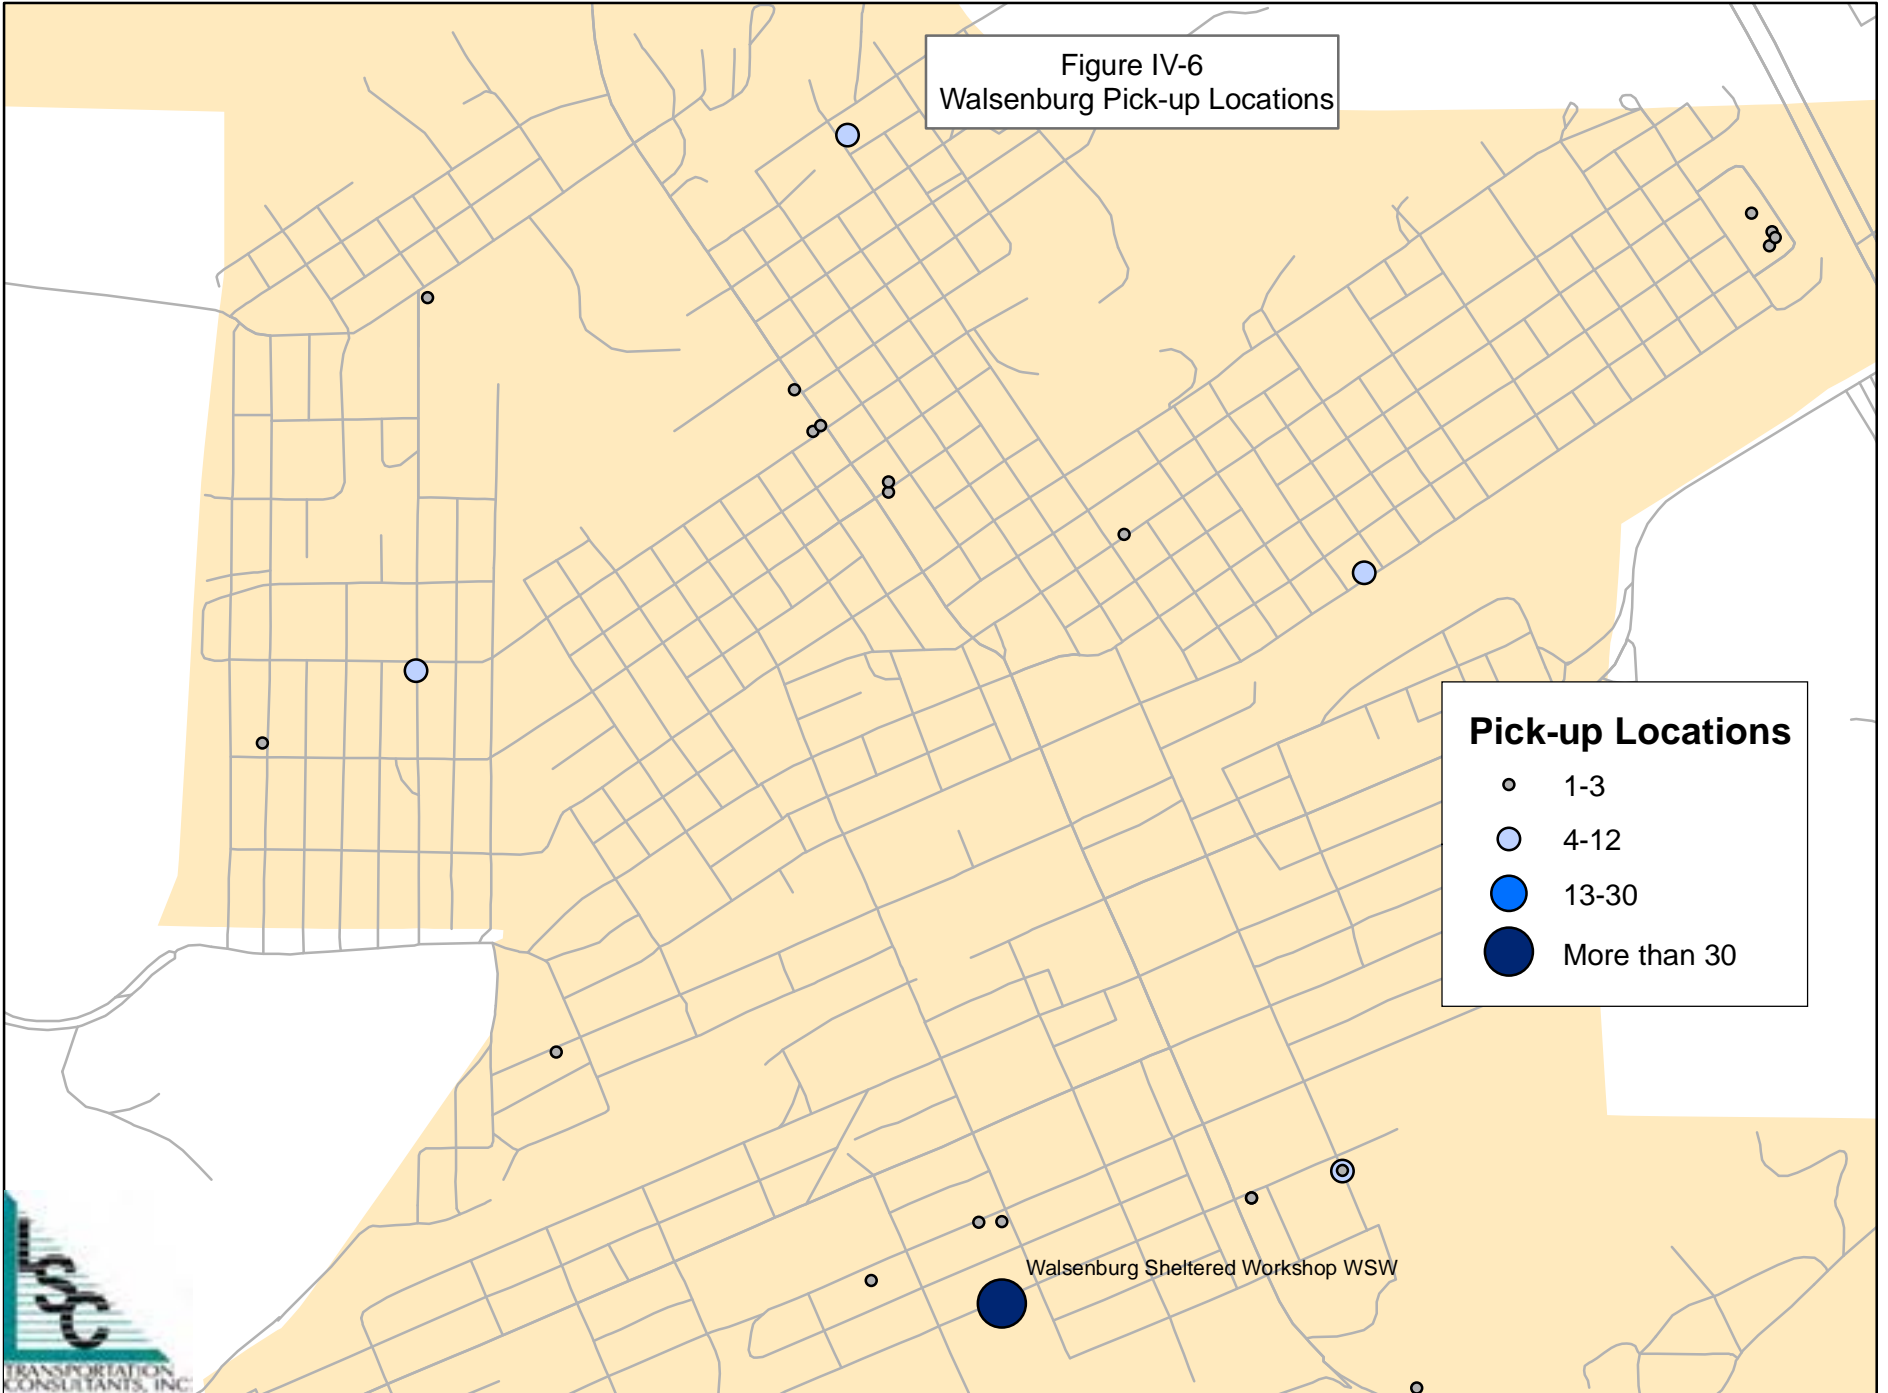 Figure IV-6
Walsenburg Pick-up Locations
Pick-up Locations
1-3
4-12
13-30
More than 30
Walsenburg Sheltered Workshop WSW
LSC
TRANSPORTATION
CONSULTANTS, INC